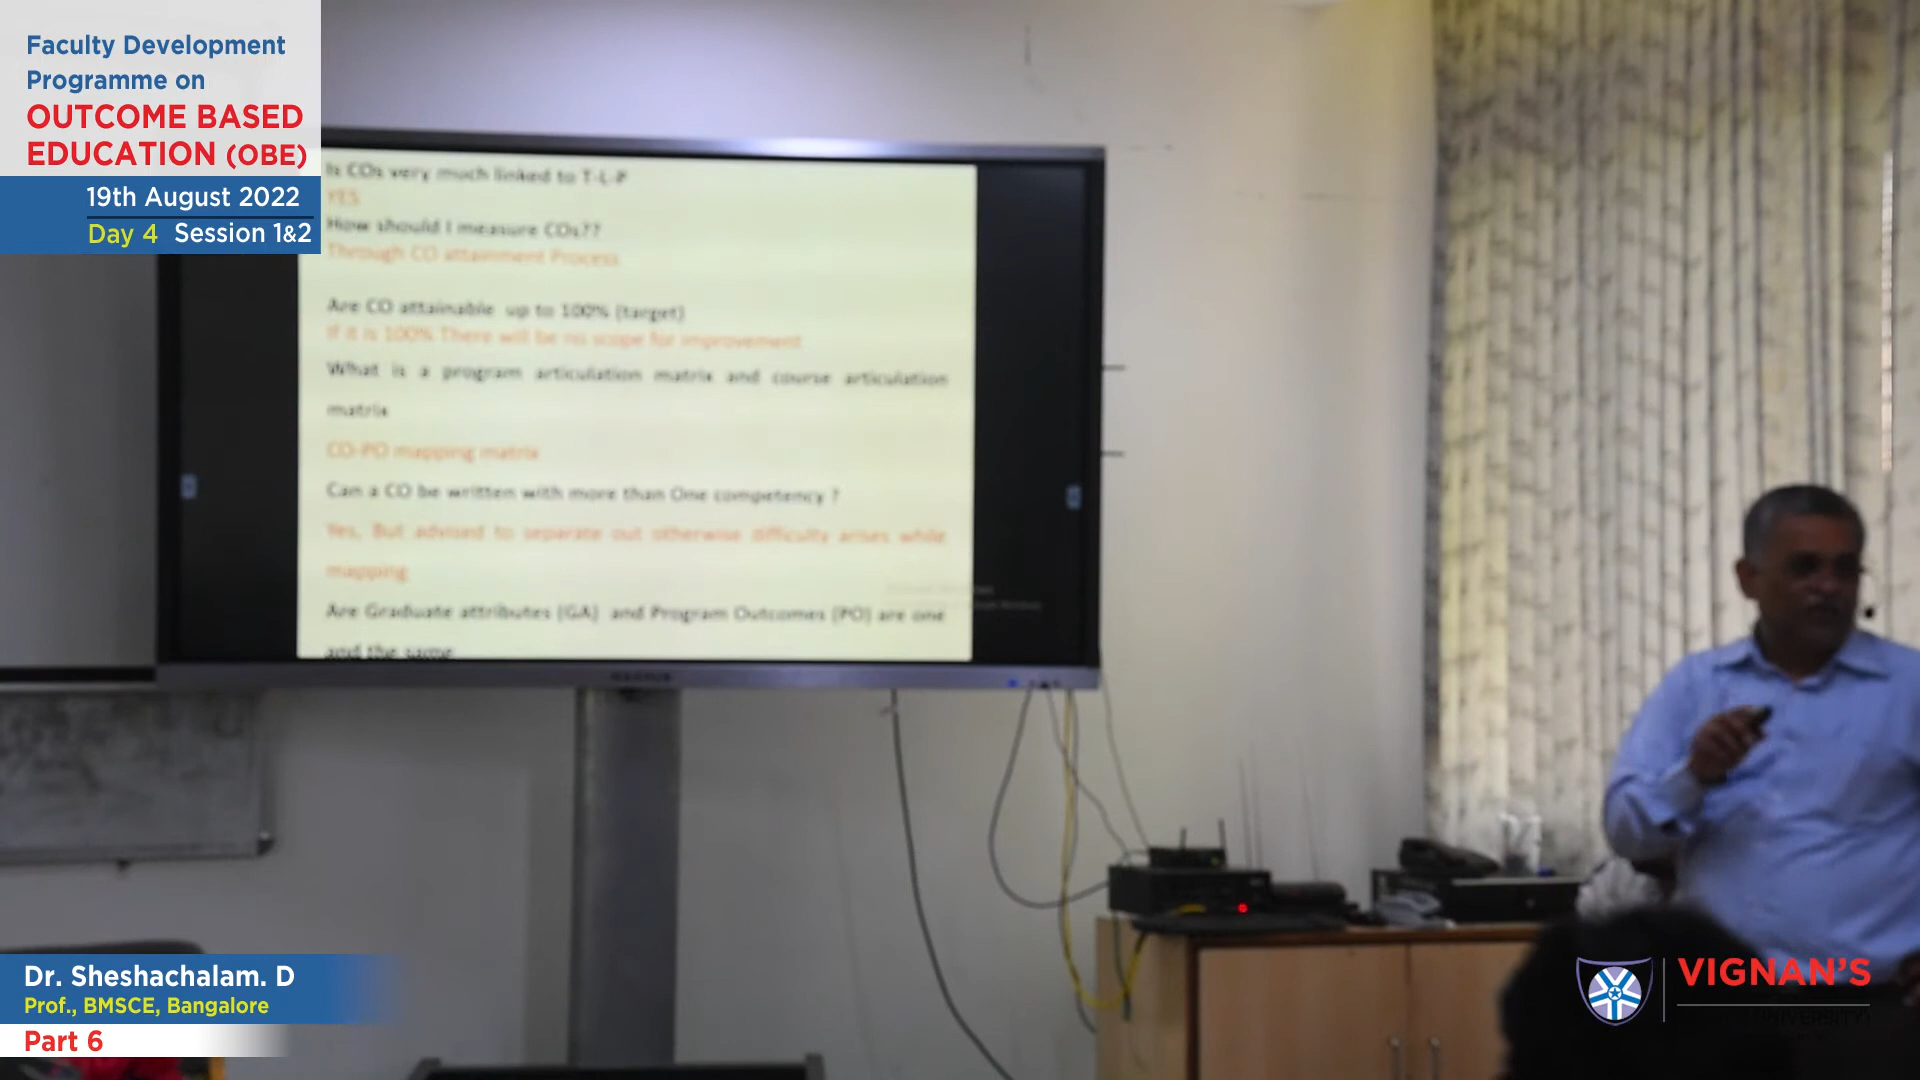 Faculty Development
Programme on
OUTCOME BASED
EDUCATION (OBE)
19th August 2022
Day 4 Session 1&2
Is COs very much linked to T-L-P
YES
How should I measure COs??
Through CO attainment Process
Are CO attainable up to 100% (target)
If it is 100% There will be no scope for improvement
What is a program articulation matrix and course articulation
matrix
CO-PO mapping matrix
Can a CO be written with more than One competency ?
Yes, But advised to separate out otherwise difficulty arises while
mapping
Are Graduate attributes (GA) and Program Outcomes (PO) are one
and the same
Dr. Sheshachalam. D
Prof., BMSCE, Bangalore
Part 6
VIGNAN'S
UNIVERSITY